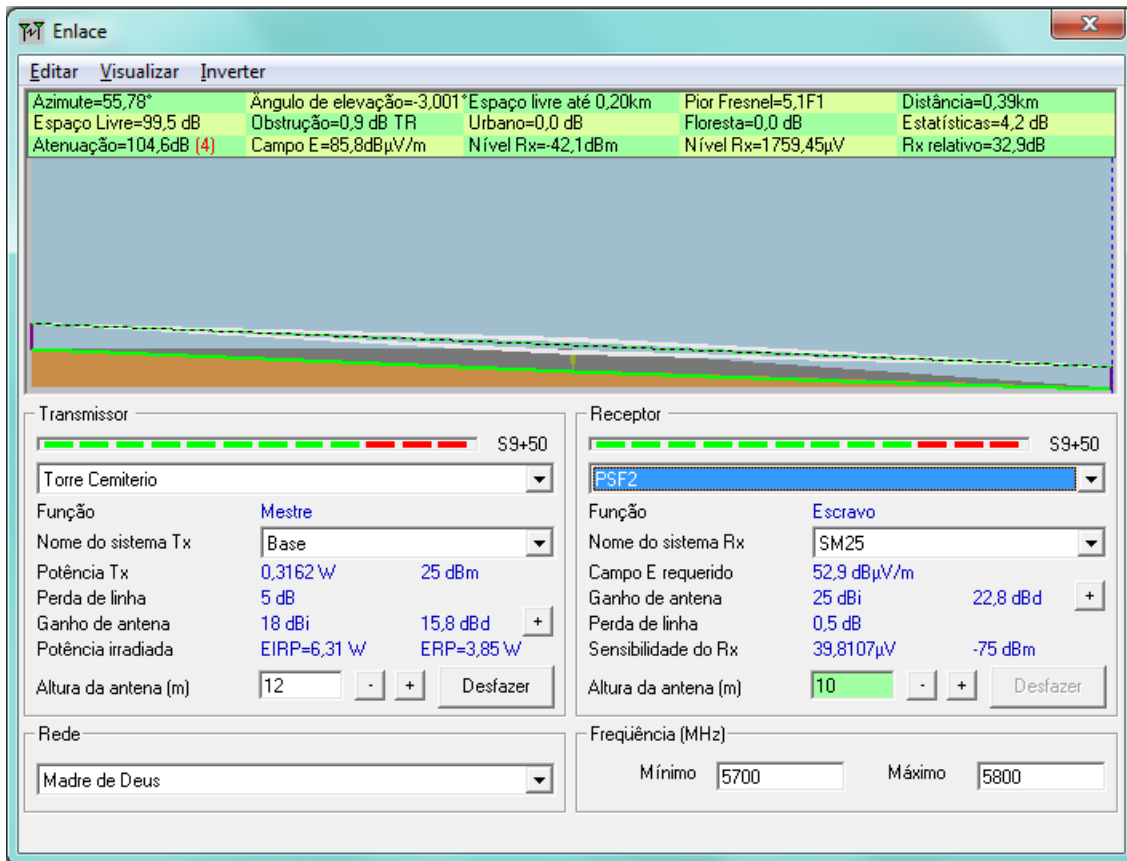 Enlace
Editar Visualizar Inverter
Azimute=55,78° Ângulo de elevação=-3,001° Espaço livre até 0,20km Pior Fresnel=5,1F1 Distância=0,39km
Espaço Livre=99,5 dB Obstrução=0,9 dB TR Urbano=0,0 dB Floresta=0,0 dB Estatísticas=4,2 dB
Atenuação=104,6dB (4) Campo E=85,8dBµV/m Nível Rx=-42,1dBm Nível Rx=1759,45µV Rx relativo=32,9dB
Transmissor
S9+50
Torre Cemiterio
Função Mestre
Nome do sistema Tx Base
Potência Tx 0,3162 W 25 dBm
Perda de linha 5 dB
Ganho de antena 18 dBi 15,8 dBd +
Potência irradiada EIRP=6,31 W ERP=3,85 W
Altura da antena (m) 12 - + Desfazer
Rede
Madre de Deus
Receptor
S9+50
PSF2
Função Escravo
Nome do sistema Rx SM25
Campo E requerido 52,9 dBµV/m
Ganho de antena 25 dBi 22,8 dBd +
Perda de linha 0,5 dB
Sensibilidade do Rx 39,8107µV -75 dBm
Altura da antena (m) 10 - + Desfazer
Freqüência (MHz)
Mínimo 5700 Máximo 5800